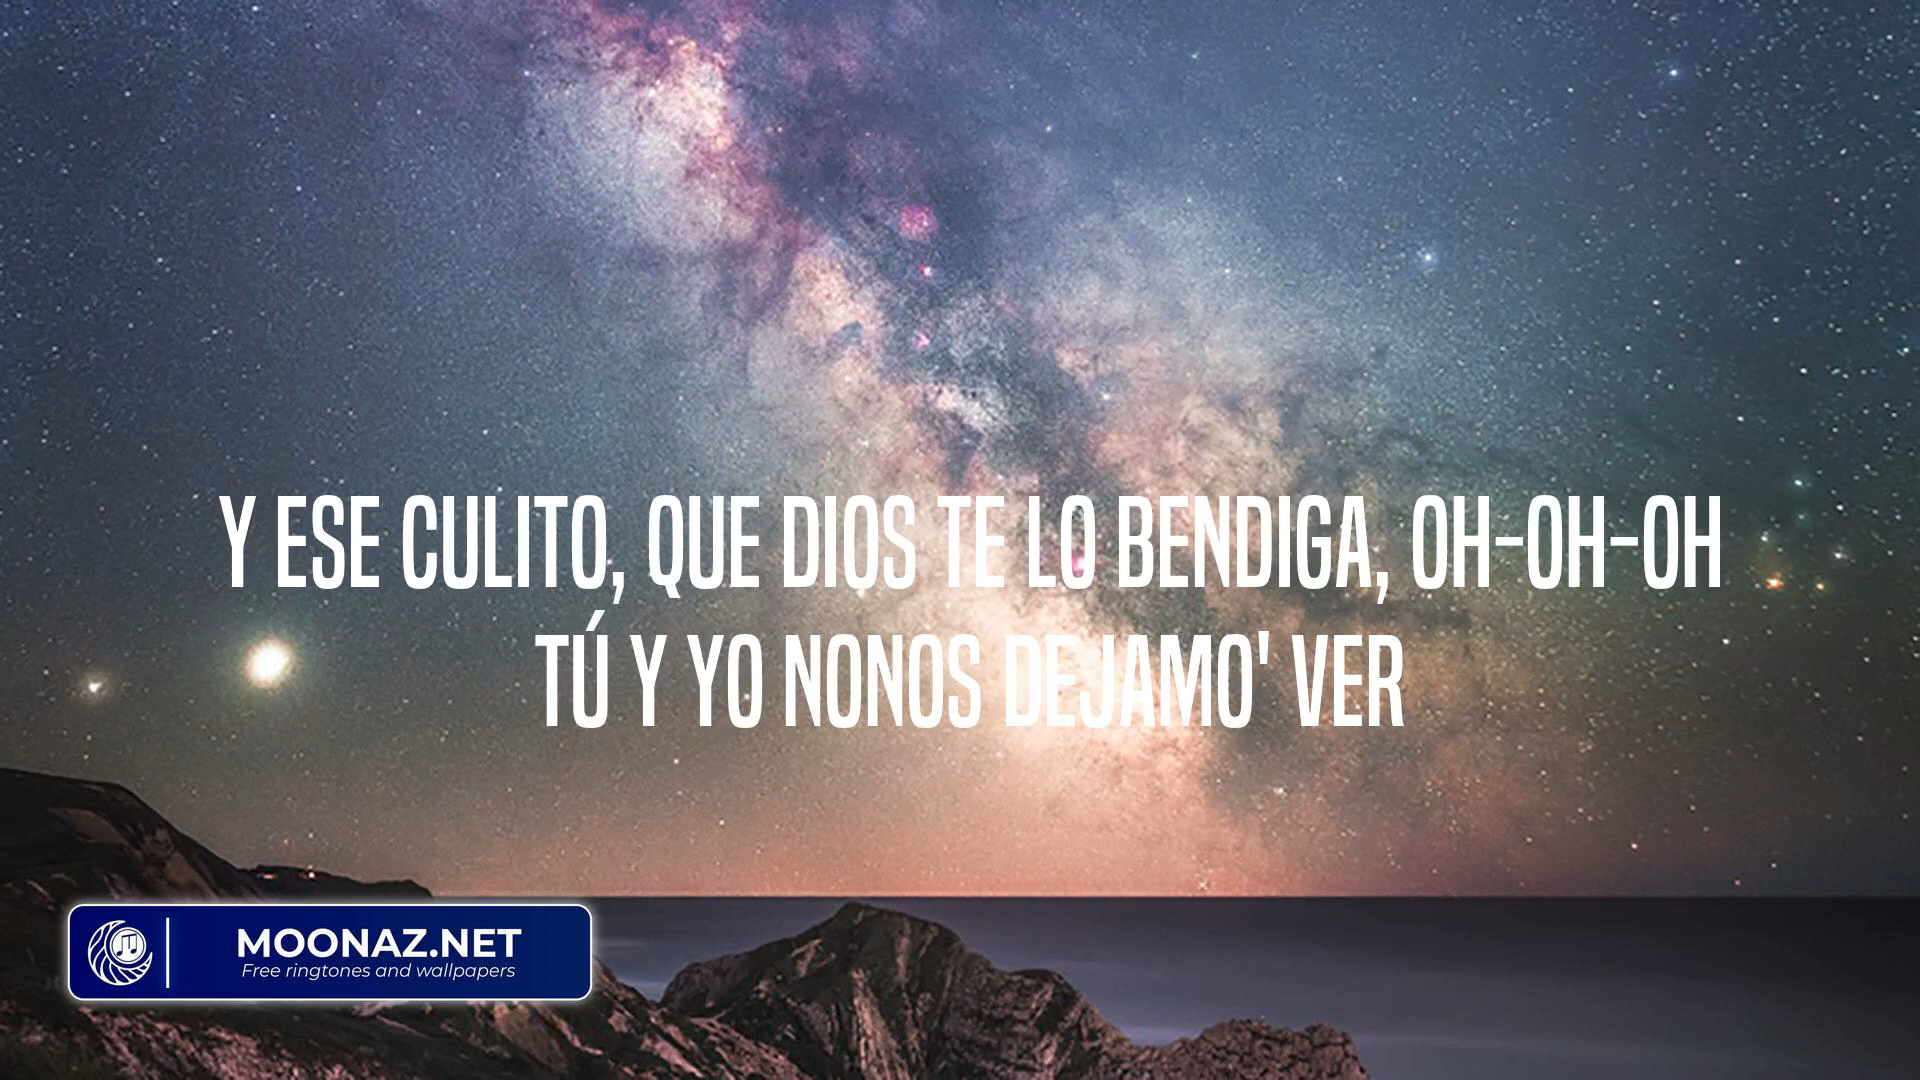 Y ESE CULITO, QUE DIOS TE LO BENDIGA, OH-OH-OH
TÚ Y YO NONOS DEJAMO' VER
MOONAZ.NET
Free ringtones and wallpapers